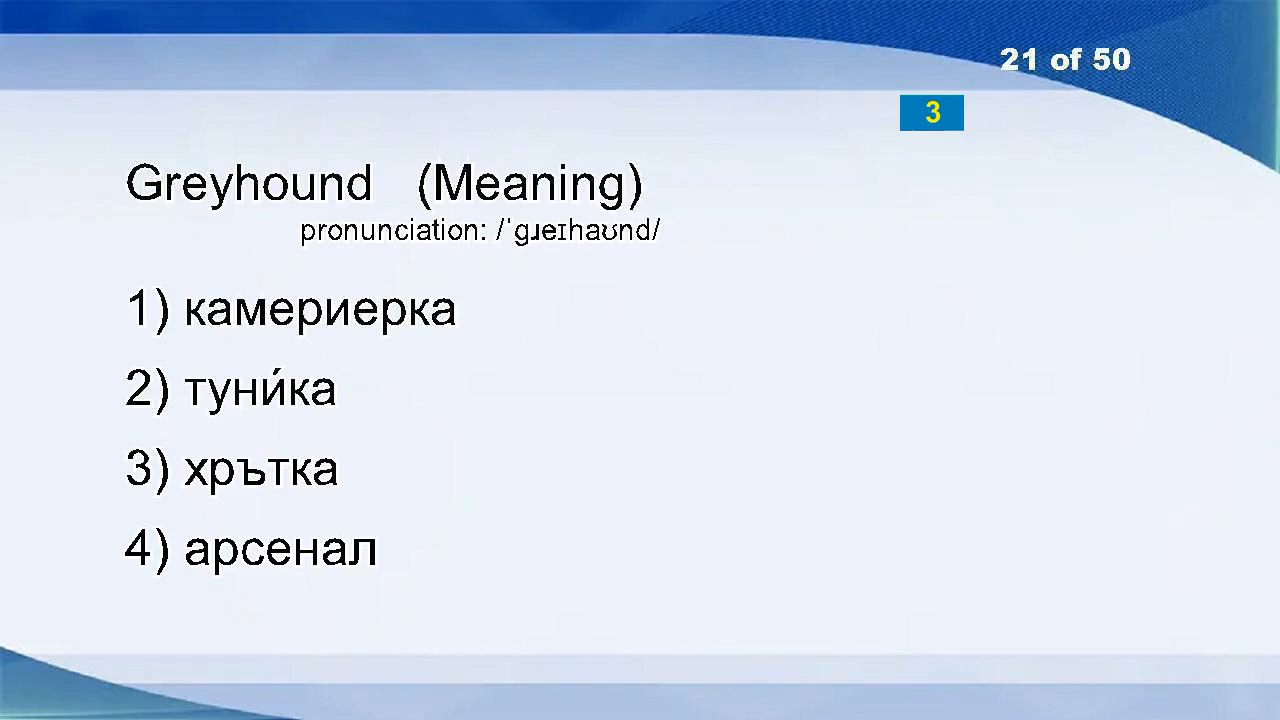 21 of 50
3
Greyhound (Meaning)
pronunciation: /ˈɡɹeɪhaʊnd/
1) камериерка
2) туни́ка
3) хрътка
4) арсенал